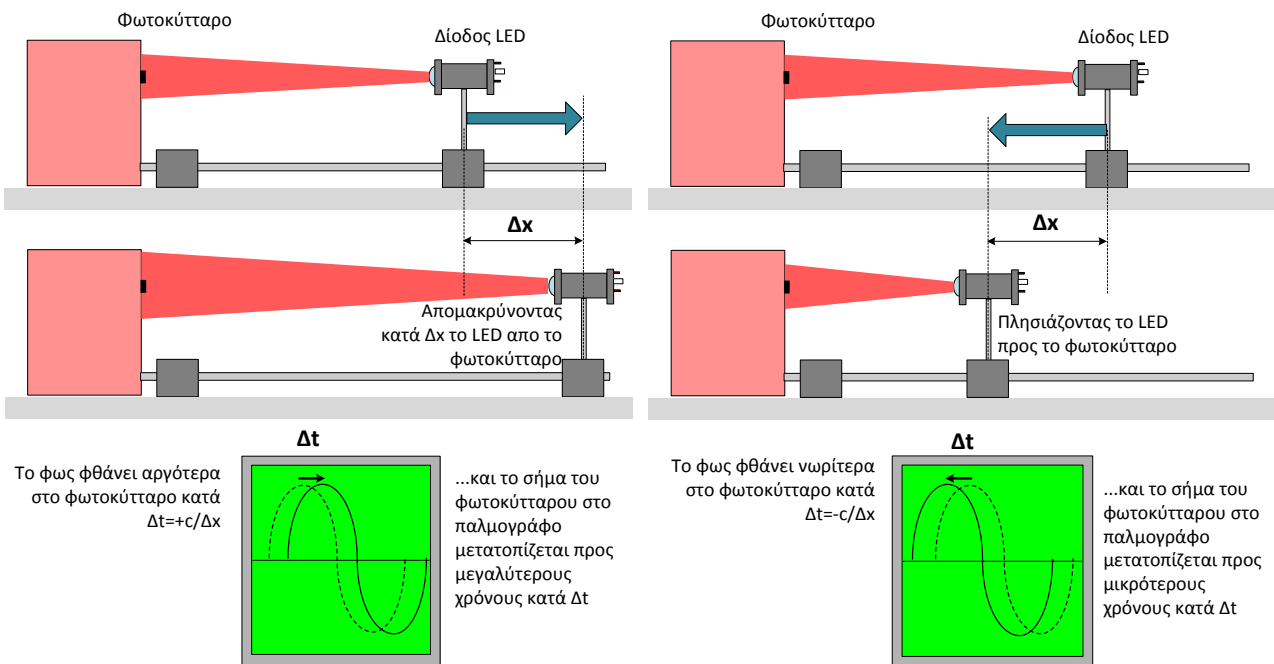 Φωτοκύτταρο
Δίοδος LED
Δx
Απομακρύνοντας
κατά Δx το LED απο το
φωτοκύτταρο
Δt
Το φως φθάνει αργότερα
στο φωτοκύτταρο κατά
Δt=+c/Δx
...και το σήμα του
φωτοκύτταρου στο
παλμογράφο
μετατοπίζεται προς
μεγαλύτερους
χρόνους κατά Δt
Φωτοκύτταρο
Δίοδος LED
Δx
Πλησιάζοντας το LED
προς το φωτοκύτταρο
Δt
Το φως φθάνει νωρίτερα
στο φωτοκύτταρο κατά
Δt=-c/Δx
...και το σήμα του
φωτοκύτταρου στο
παλμογράφο
μετατοπίζεται προς
μικρότερους
χρόνους κατά Δt